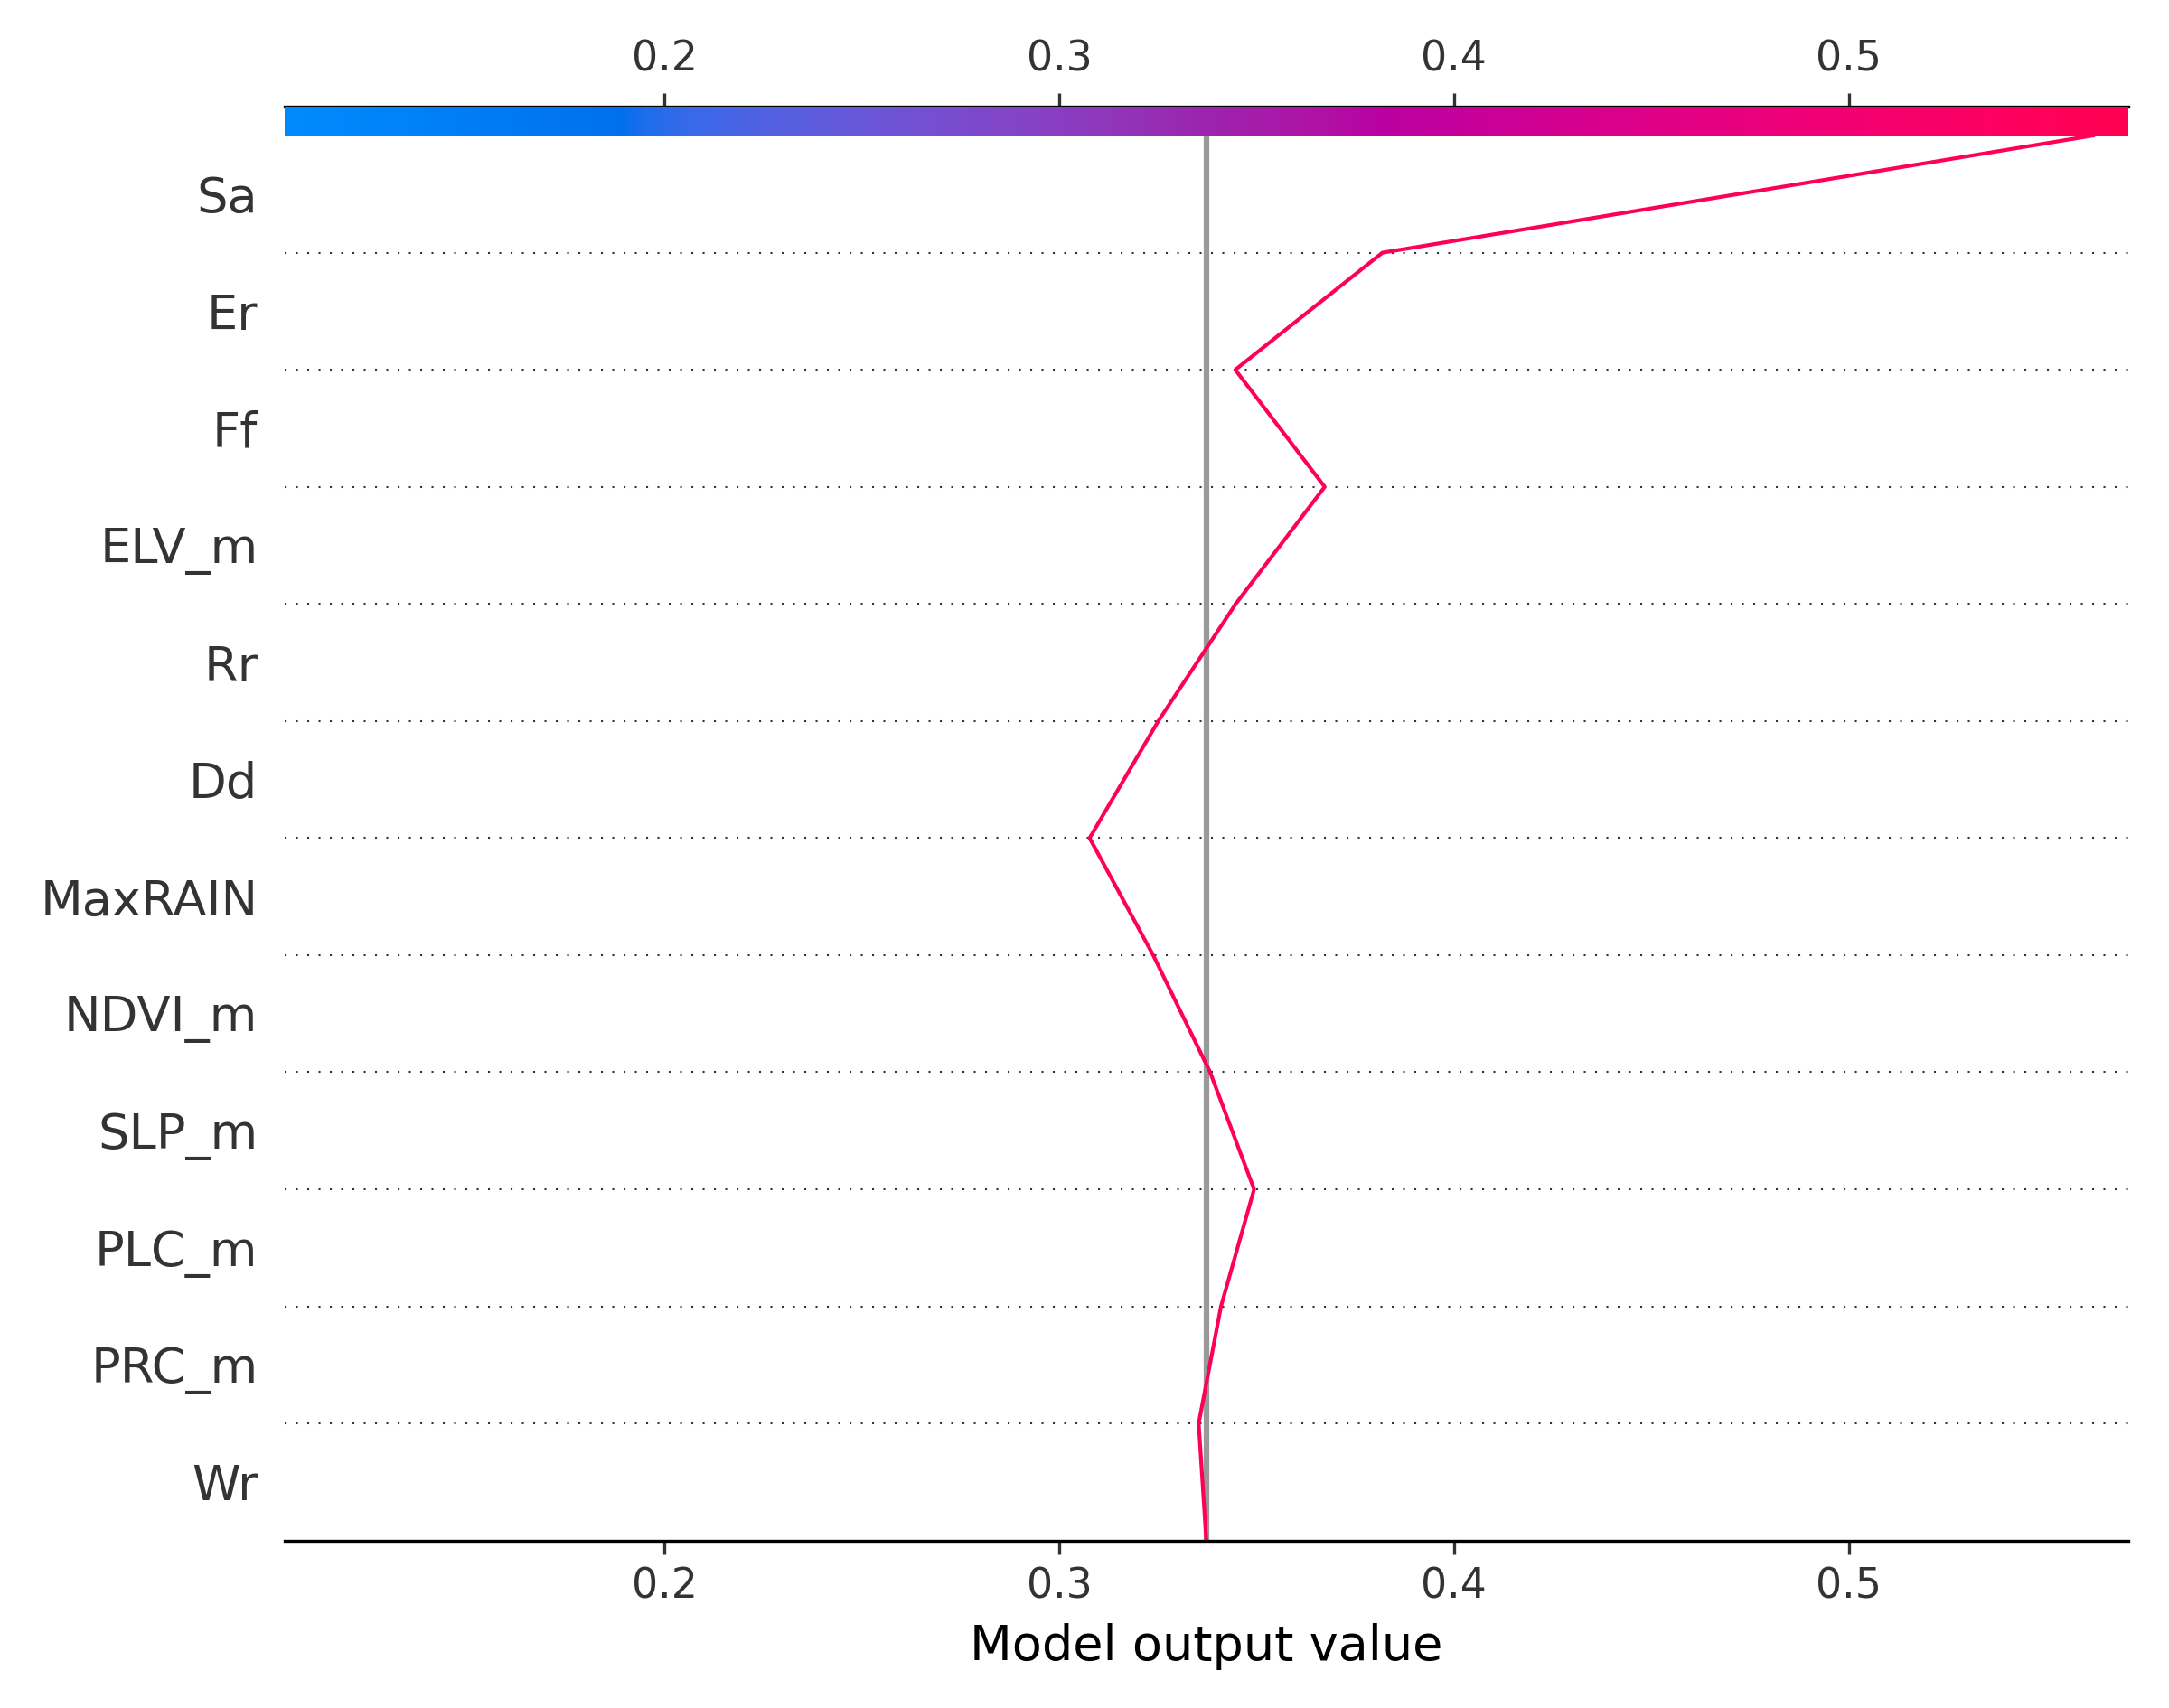 0.2 0.3 0.4 0.5
Sa
Er
Ff
ELV_m
Rr
Dd
MaxRAIN
NDVI_m
SLP_m
PLC_m
PRC_m
Wr
0.2 0.3 0.4 0.5
Model output value